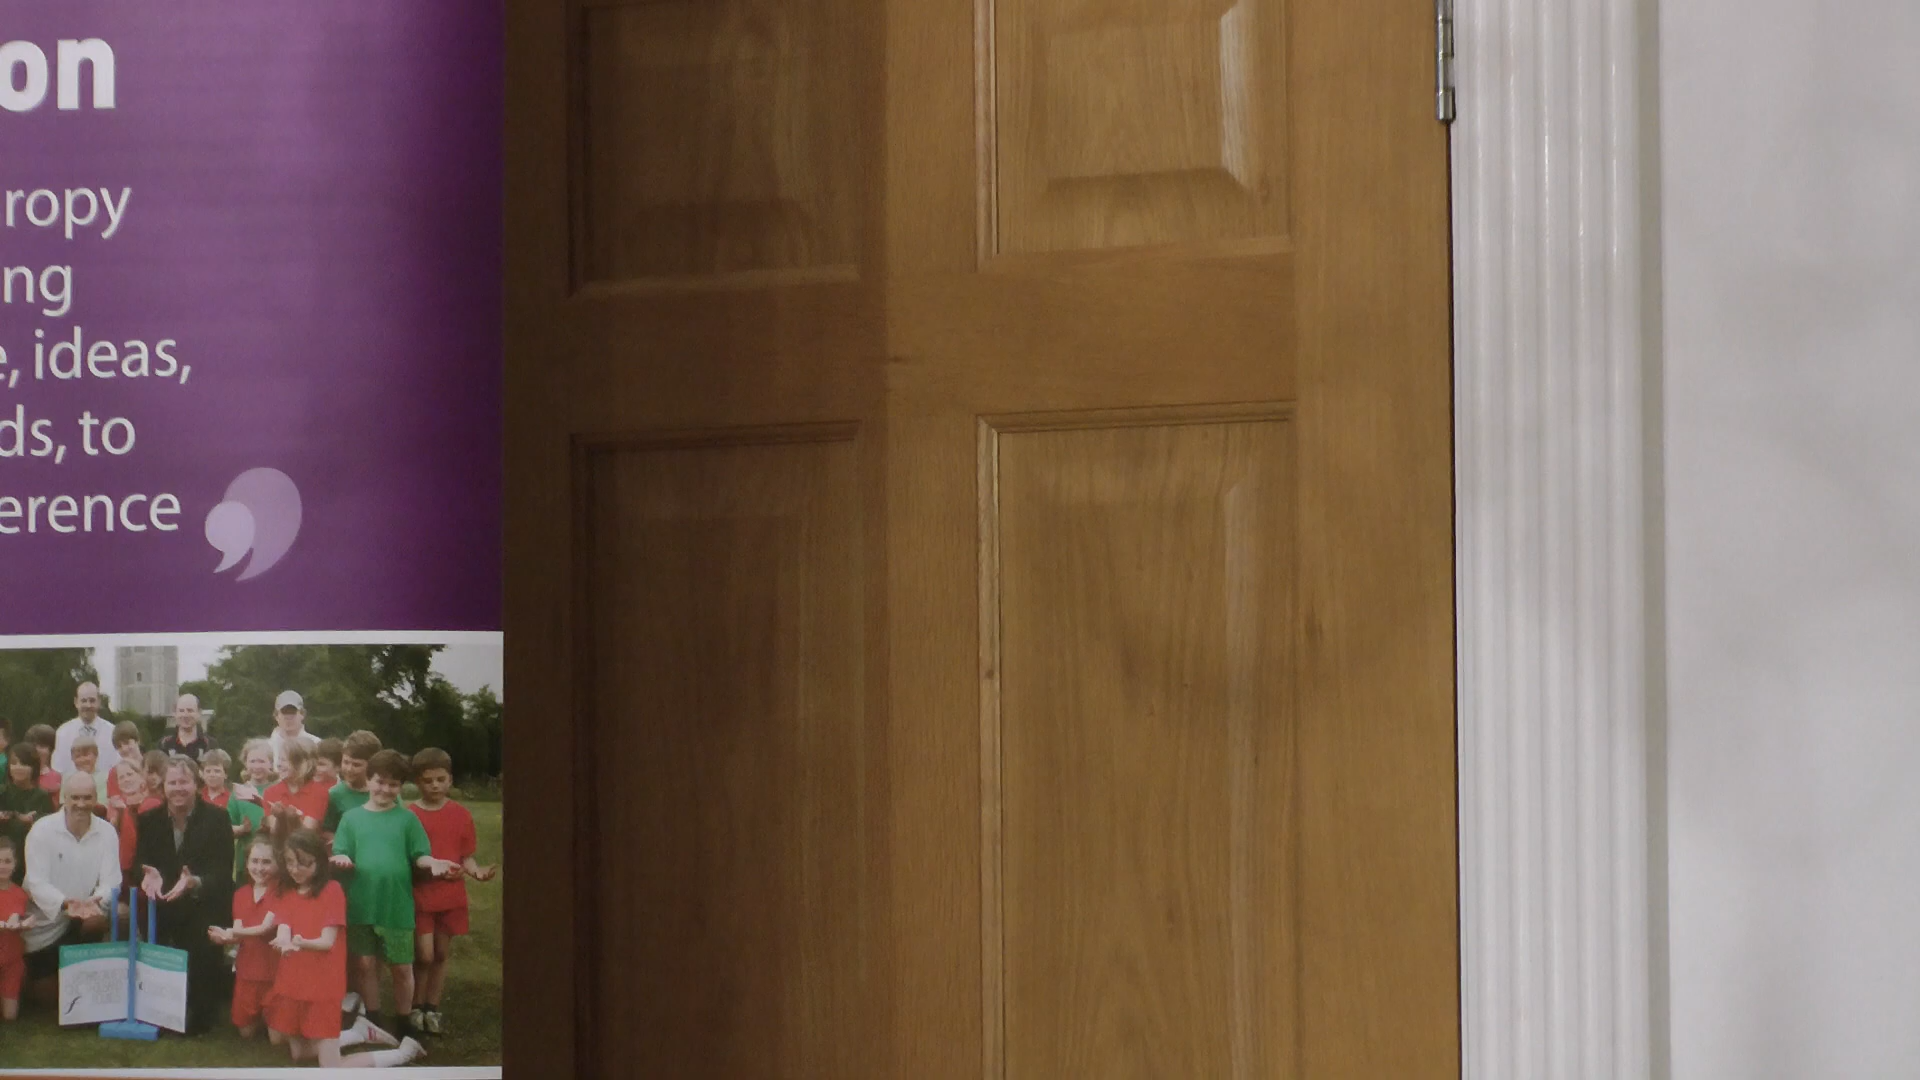 on
ropy
ng
e, ideas,
ds, to
erence